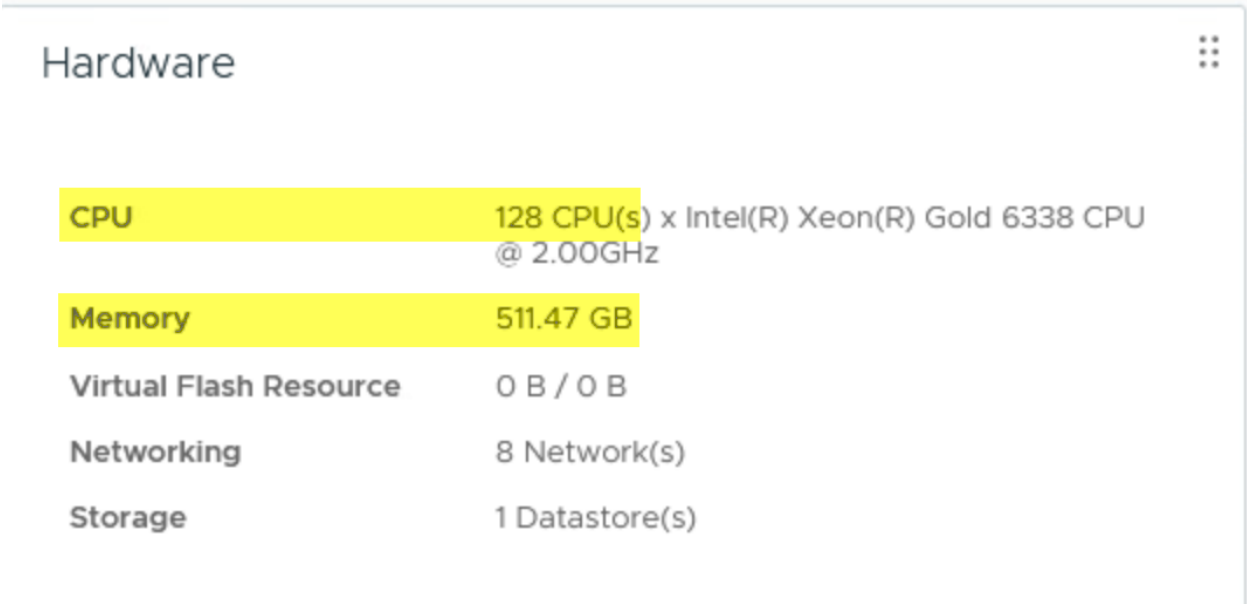 Hardware
CPU 128 CPU(s) x Intel(R) Xeon(R) Gold 6338 CPU
@ 2.00GHz
Memory 511.47 GB
Virtual Flash Resource 0 B / 0 B
Networking 8 Network(s)
Storage 1 Datastore(s)